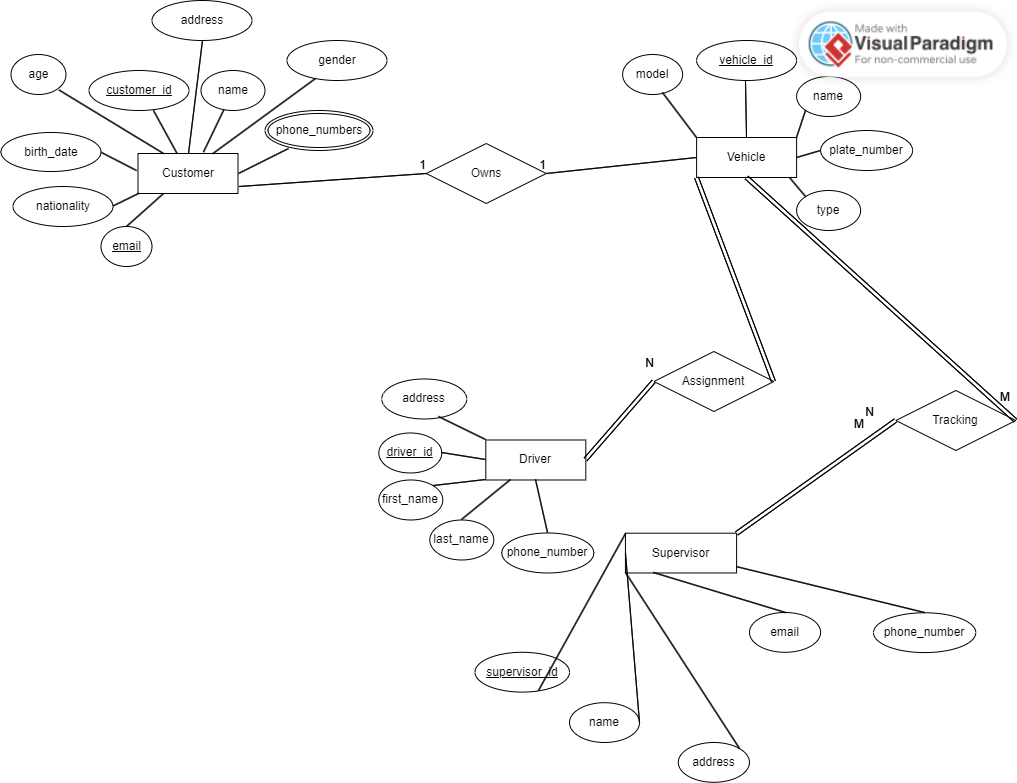 address
Made with
VisualParadigm
For non-commercial use
age
gender
model
vehicle_id
customer_id
name
name
phone_numbers
birth_date
plate_number
Customer
1
Owns
1
Vehicle
nationality
type
email
N
Assignment
address
M
N
M
Tracking
driver_id
Driver
first_name
last_name
phone_number
Supervisor
email
phone_number
supervisor_id
name
address